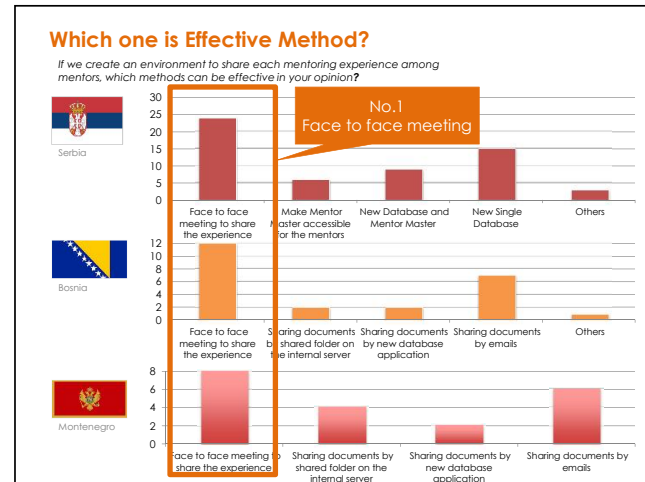 Which one is Effective Method?
If we create an environment to share each mentoring experience among
mentors, which methods can be effective in your opinion?
Serbia
30
25
20
15
10
5
0
No.1
Face to face meeting
Face to face
meeting to share
the experience
Make Mentor
Master accessible
for the mentors
New Database and
Mentor Master
New Single
Database
Others
Bosnia
12
10
8
6
4
2
0
Face to face
meeting to share
the experience
Sharing documents
by shared folder on
the internal server
Sharing documents
by new database
application
Sharing documents
by emails
Others
Montenegro
8
6
4
2
0
Face to face meeting to
share the experience
Sharing documents by
shared folder on the
internal server
Sharing documents by
new database
application
Sharing documents by
emails